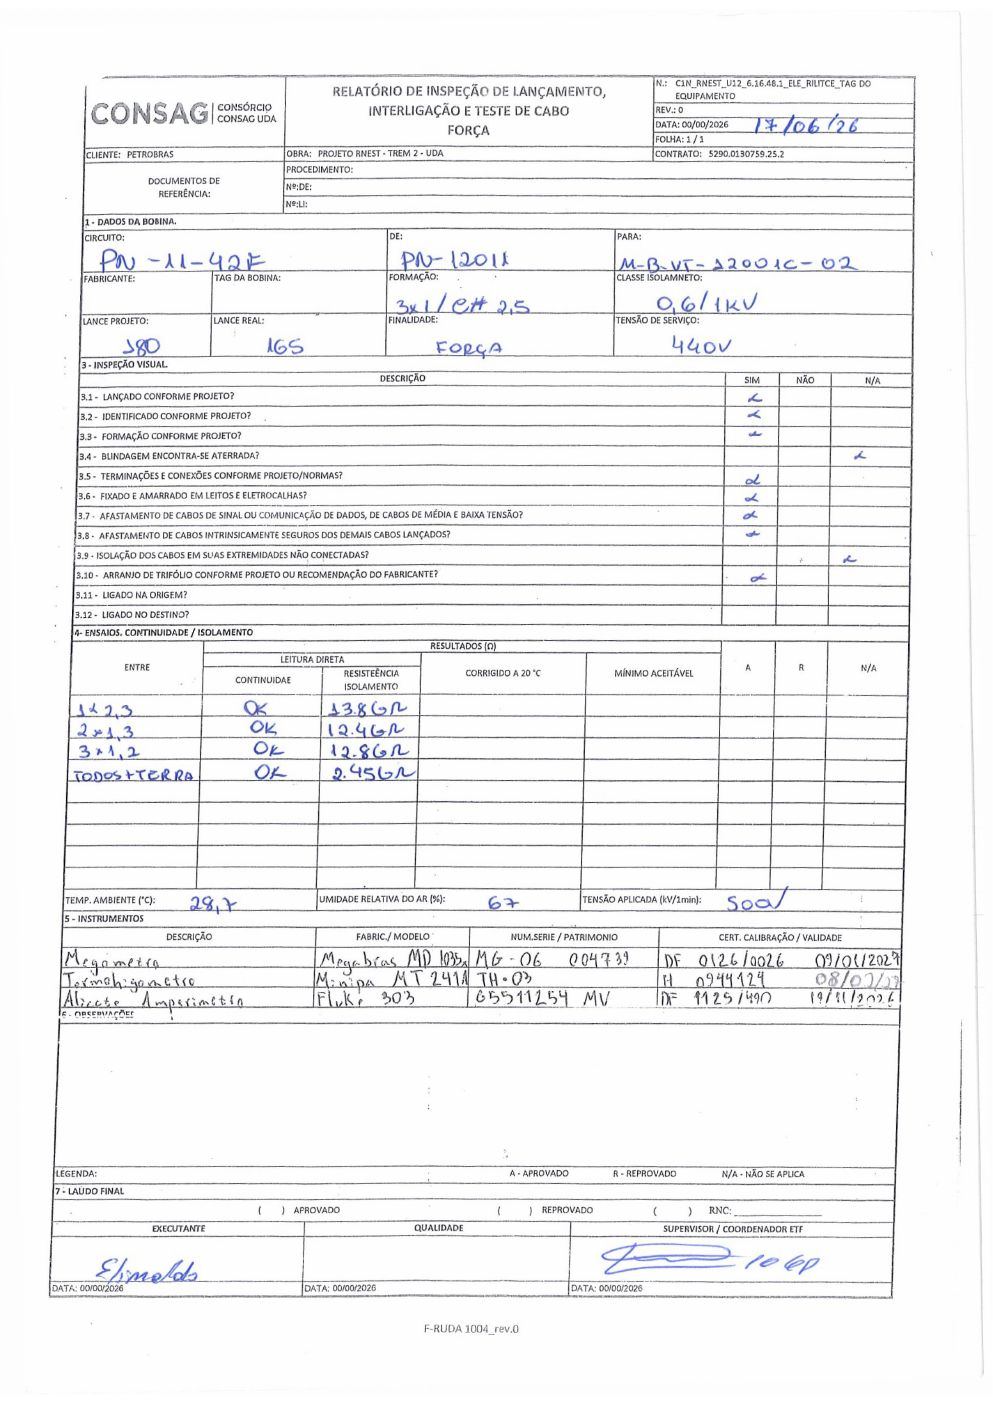 CONSAG CONSÓRCIO CONSAG UDA
RELATÓRIO DE INSPEÇÃO DE LANÇAMENTO,
INTERLIGAÇÃO E TESTE DE CABO
FORÇA
N.: C1N_RNEST_U12_6.16.48.1_ELE_RILITCE_TAG DO
EQUIPAMENTO
REV.: 0
DATA: 00/00/2026 17/06/26
FOLHA: 1 / 1
CLIENTE: PETROBRAS OBRA: PROJETO RNEST - TREM 2 - UDA CONTRATO: 5290.0130759.25.2
DOCUMENTOS DE
REFERÊNCIA:
PROCEDIMENTO:
Nº:DE:
Nº:LI:
1 - DADOS DA BOBINA.
CIRCUITO: DE: PARA:
PN-11-42F PN-12011 M-B-VT-12001C-02
FABRICANTE: TAG DA BOBINA: FORMAÇÃO: CLASSE ISOLAMNETO:
3x1/C# 2,5 0,6/1KV
LANCE PROJETO: LANCE REAL: FINALIDADE: TENSÃO DE SERVIÇO:
180 165 FORÇA 440V
3 - INSPEÇÃO VISUAL.
DESCRIÇÃO SIM NÃO N/A
3.1 - LANÇADO CONFORME PROJETO?
3.2 - IDENTIFICADO CONFORME PROJETO?
3.3 - FORMAÇÃO CONFORME PROJETO?
3.4 - BLINDAGEM ENCONTRA-SE ATERRADA?
3.5 - TERMINAÇÕES E CONEXÕES CONFORME PROJETO/NORMAS?
3.6 - FIXADO E AMARRADO EM LEITOS E ELETROCALHAS?
3.7 - AFASTAMENTO DE CABOS DE SINAL OU COMUNICAÇÃO DE DADOS, DE CABOS DE MÉDIA E BAIXA TENSÃO?
3.8 - AFASTAMENTO DE CABOS INTRINSICAMENTE SEGUROS DOS DEMAIS CABOS LANÇADOS?
3.9 - ISOLAÇÃO DOS CABOS EM SUAS EXTREMIDADES NÃO CONECTADAS?
3.10 - ARRANJO DE TRIFÓLIO CONFORME PROJETO OU RECOMENDAÇÃO DO FABRICANTE?
3.11 - LIGADO NA ORIGEM?
3.12 - LIGADO NO DESTINO?
4- ENSAIOS. CONTINUIDADE / ISOLAMENTO
RESULTADOS (Ω)
ENTRE LEITURA DIRETA CORRIGIDO A 20 °C MÍNIMO ACEITÁVEL A R N/A
CONTINUIDAE RESISTEÊNCIA ISOLAMENTO
1x2,3 OK 13.8GΩ
2x1,3 OK 12.4GΩ
3x1,2 OK 12.8GΩ
TODOS+TERRA OK 2.45GΩ
TEMP. AMBIENTE (°C): 28,7 UMIDADE RELATIVA DO AR (%): 67 TENSÃO APLICADA (kV/1min): 500V
5 - INSTRUMENTOS
DESCRIÇÃO FABRIC./ MODELO NUM.SERIE / PATRIMONIO CERT. CALIBRAÇÃO / VALIDADE
Megometro Megabras MD 1035x MG-06 004739 DF 0126/0026 09/01/2027
Termohigometro Minipa MT 241A TH-03 H 0944124 08/07/27
Alicate Amperimetro Fluke 303 65511254 MV DF 1125/490 19/11/2026
6 - OBSERVAÇÕES
LEGENDA: A - APROVADO R - REPROVADO N/A - NÃO SE APLICA
7 - LAUDO FINAL
( ) APROVADO ( ) REPROVADO ( ) RNC:
EXECUTANTE QUALIDADE SUPERVISOR / COORDENADOR ETF
Elinaldo
DATA: 00/00/2026 DATA: 00/00/2026 DATA: 00/00/2026
F-RUDA 1004_rev.0